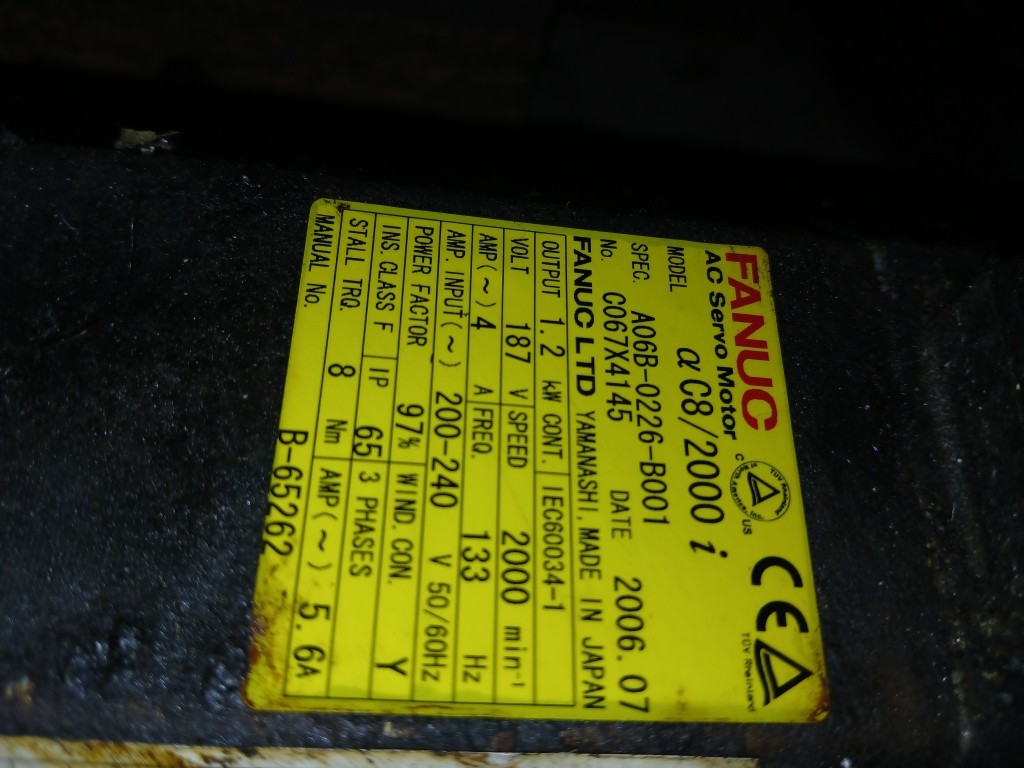 FANUC
AC Servo Motor
C US
TÜV Rheinland
MODEL αC8/2000 i
SPEC. A06B-0226-B001
No. C067X4145 DATE 2006.07
FANUC LTD YAMANASHI, MADE IN JAPAN
OUTPUT 1.2 kW CONT. IEC60034-1
VOLT 187 V SPEED 2000 min⁻¹
AMP(~) 4 A FREQ. 133 Hz
AMP. INPUT(~) 200-240 V 50/60Hz
POWER FACTOR 97% WIND. CON. Y
INS. CLASS F IP 65 3 PHASES
STALL TRQ. 8 Nm AMP(~) 5.6A
MANUAL No. B-65262